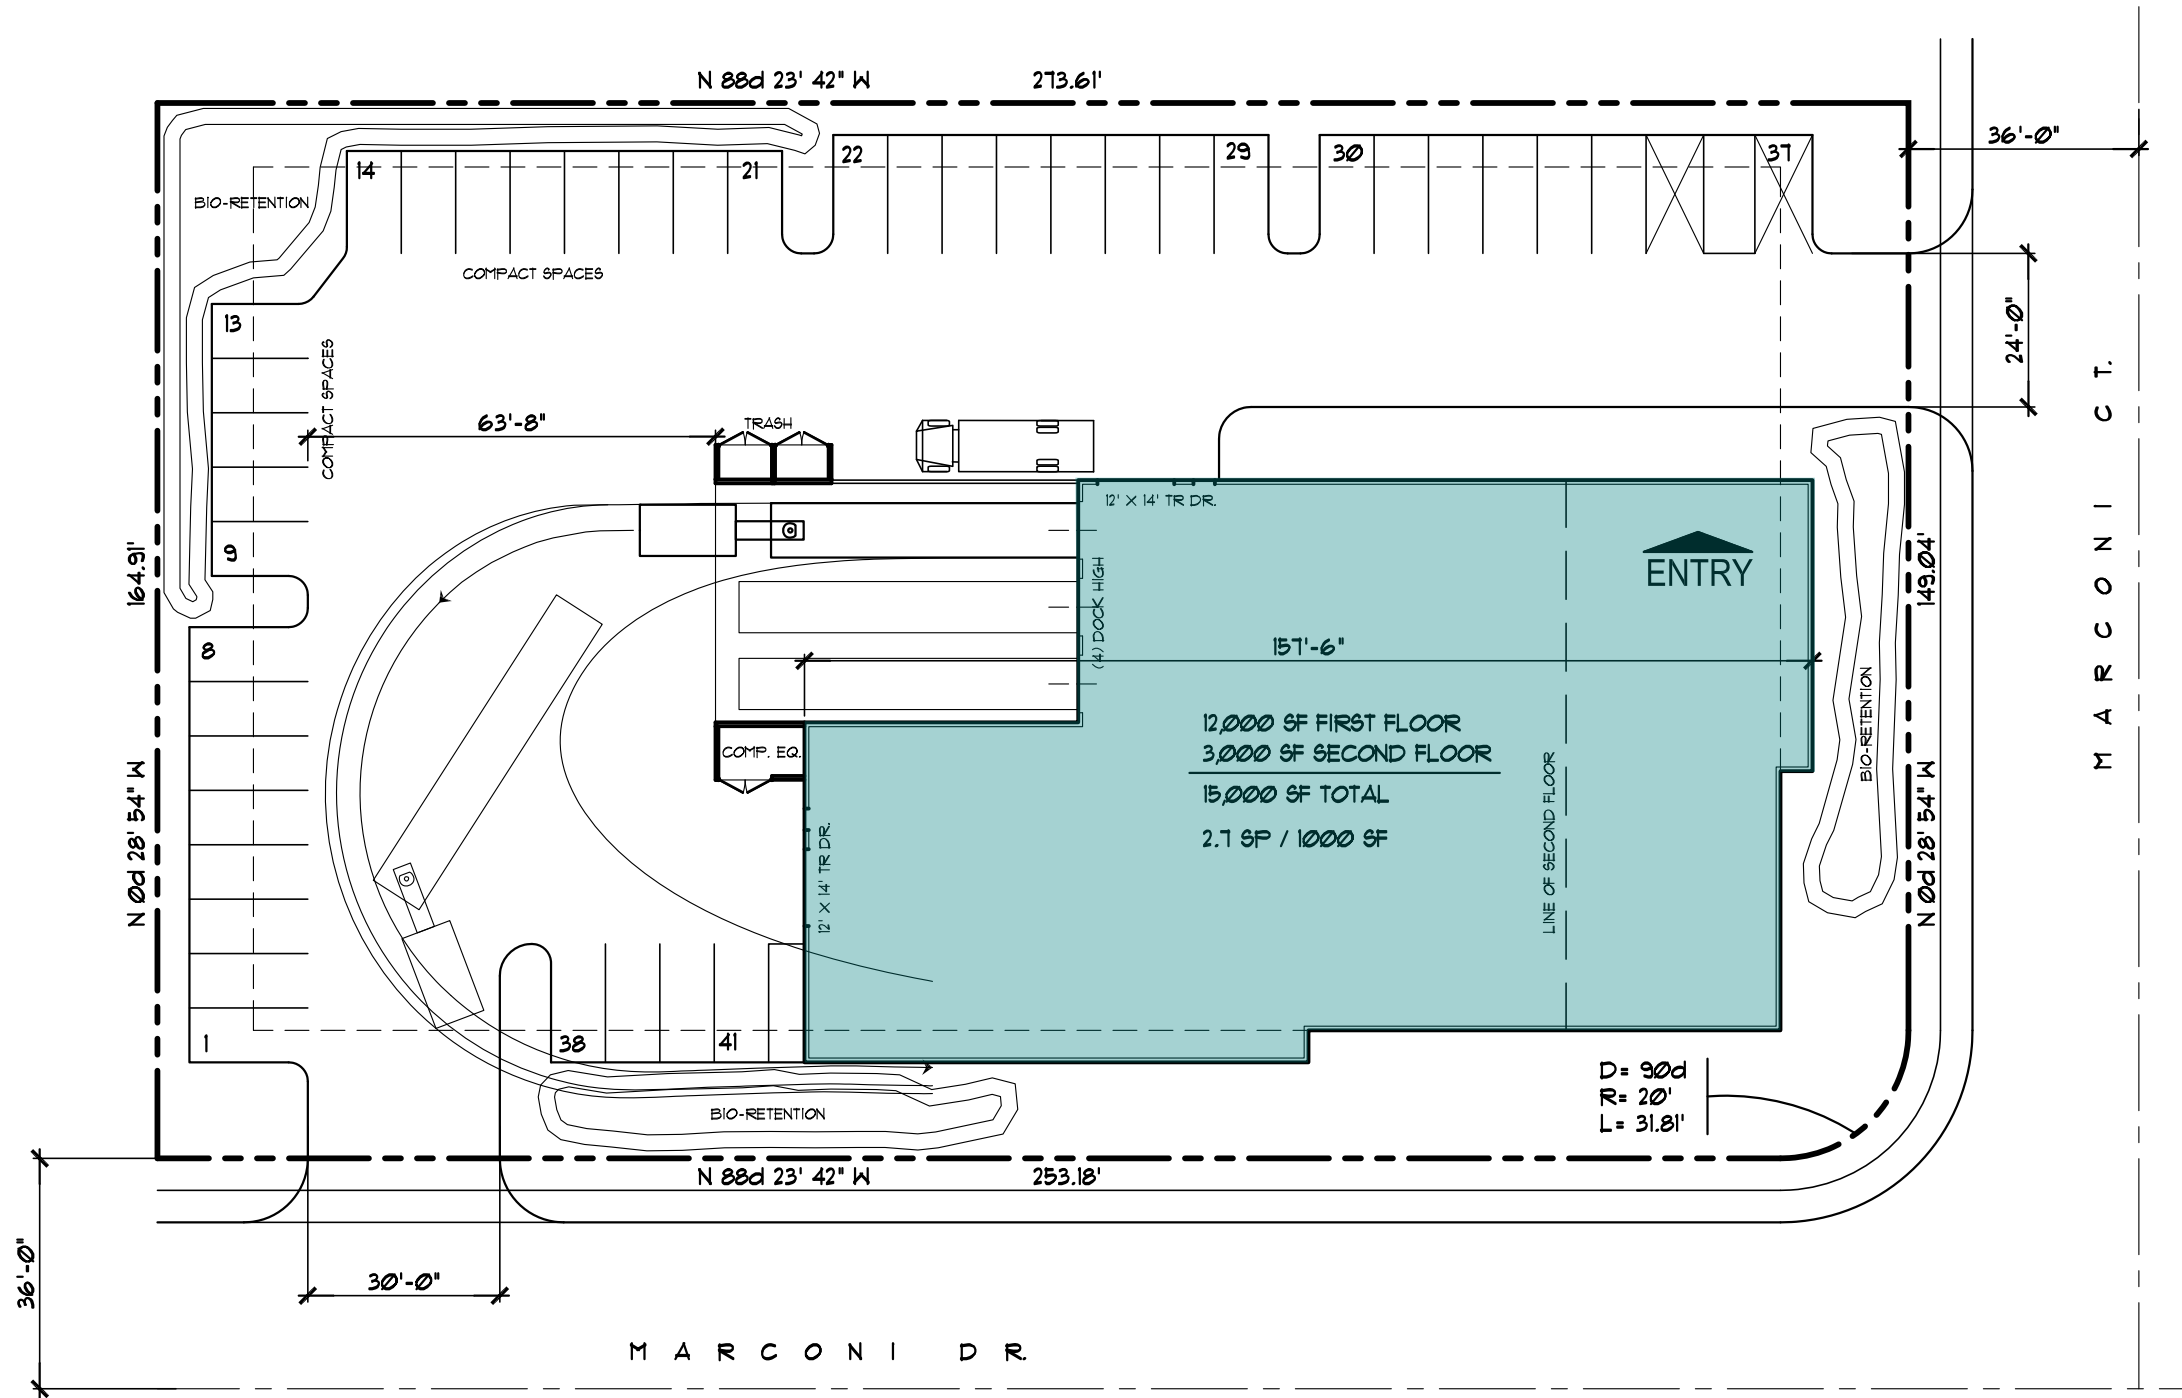 N 88d 23' 42" W 273.61'
36'-0"
22
29
30
37
14
21
BIO-RETENTION
COMPACT SPACES
24'-0"
13
COMPACT SPACES
MARCONI CT.
63'-8"
TRASH
12' X 14' TR DR.
9
164.91'
149.04'
ENTRY
(4) DOCK HIGH
8
157'-6"
BIO-RETENTION
12,000 SF FIRST FLOOR
3,000 SF SECOND FLOOR
15,000 SF TOTAL
2.7 SP / 1000 SF
COMP. EQ.
LINE OF SECOND FLOOR
N 0d 28' 54" W
N 0d 28' 54" W
12' X 14' TR DR.
1
38
41
D= 90d
R= 20'
L= 31.81'
BIO-RETENTION
N 88d 23' 42" W 253.18'
36'-0"
30'-0"
MARCONI DR.